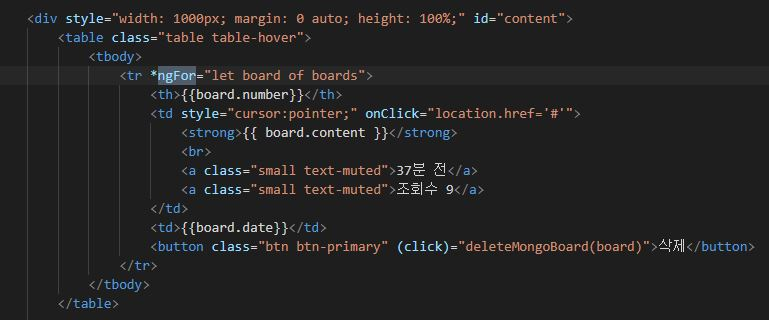 <div style="width: 1000px; margin: 0 auto; height: 100%;" id="content">
<table class="table table-hover">
<tbody>
<tr *ngFor="let board of boards">
<th>{{board.number}}</th>
<td style="cursor:pointer;" onClick="location.href='#'">
<strong>{{ board.content }}</strong>
<br>
<a class="small text-muted">37분 전</a>
<a class="small text-muted">조회수 9</a>
</td>
<td>{{board.date}}</td>
<button class="btn btn-primary" (click)="deleteMongoBoard(board)">삭제</button>
</tr>
</tbody>
</table>